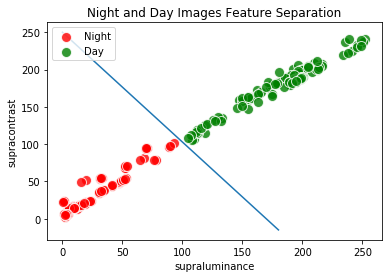 Night and Day Images Feature Separation
Night
Day
250
200
150
100
50
0
supracontrast
0 50 100 150 200 250
supraluminance